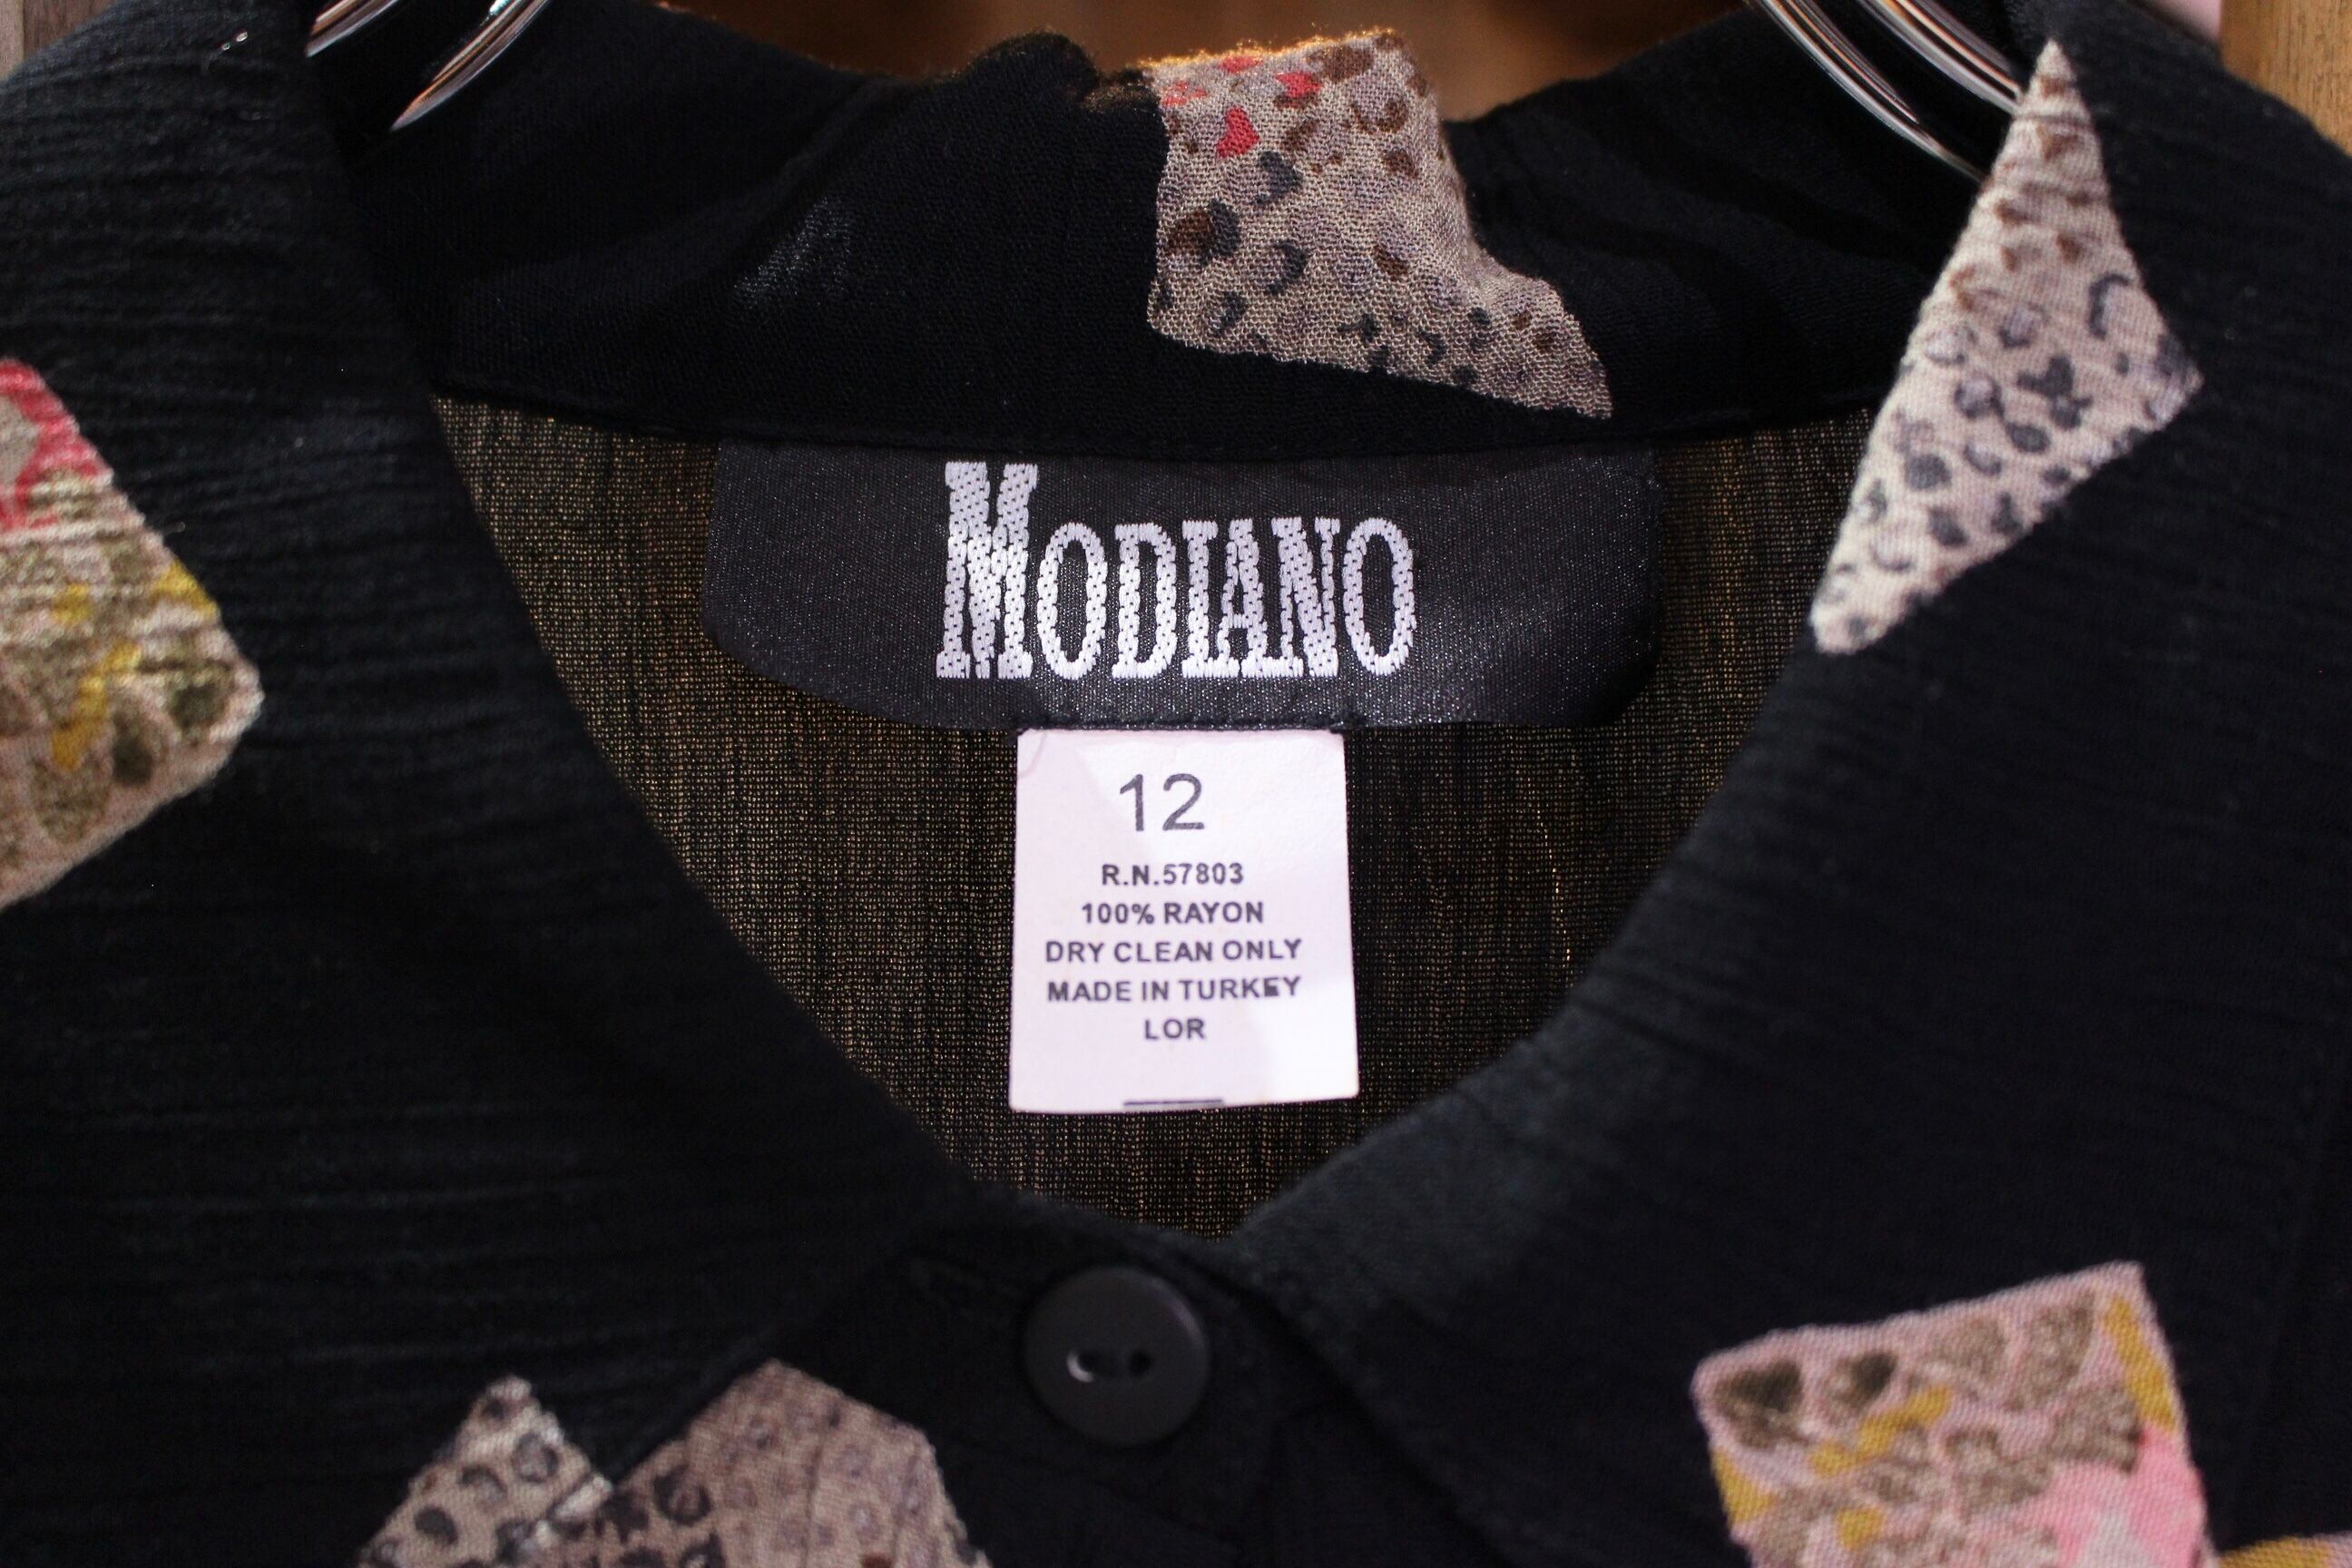 MODIANO
12
R.N.57803
100% RAYON
DRY CLEAN ONLY
MADE IN TURKEY
LOR